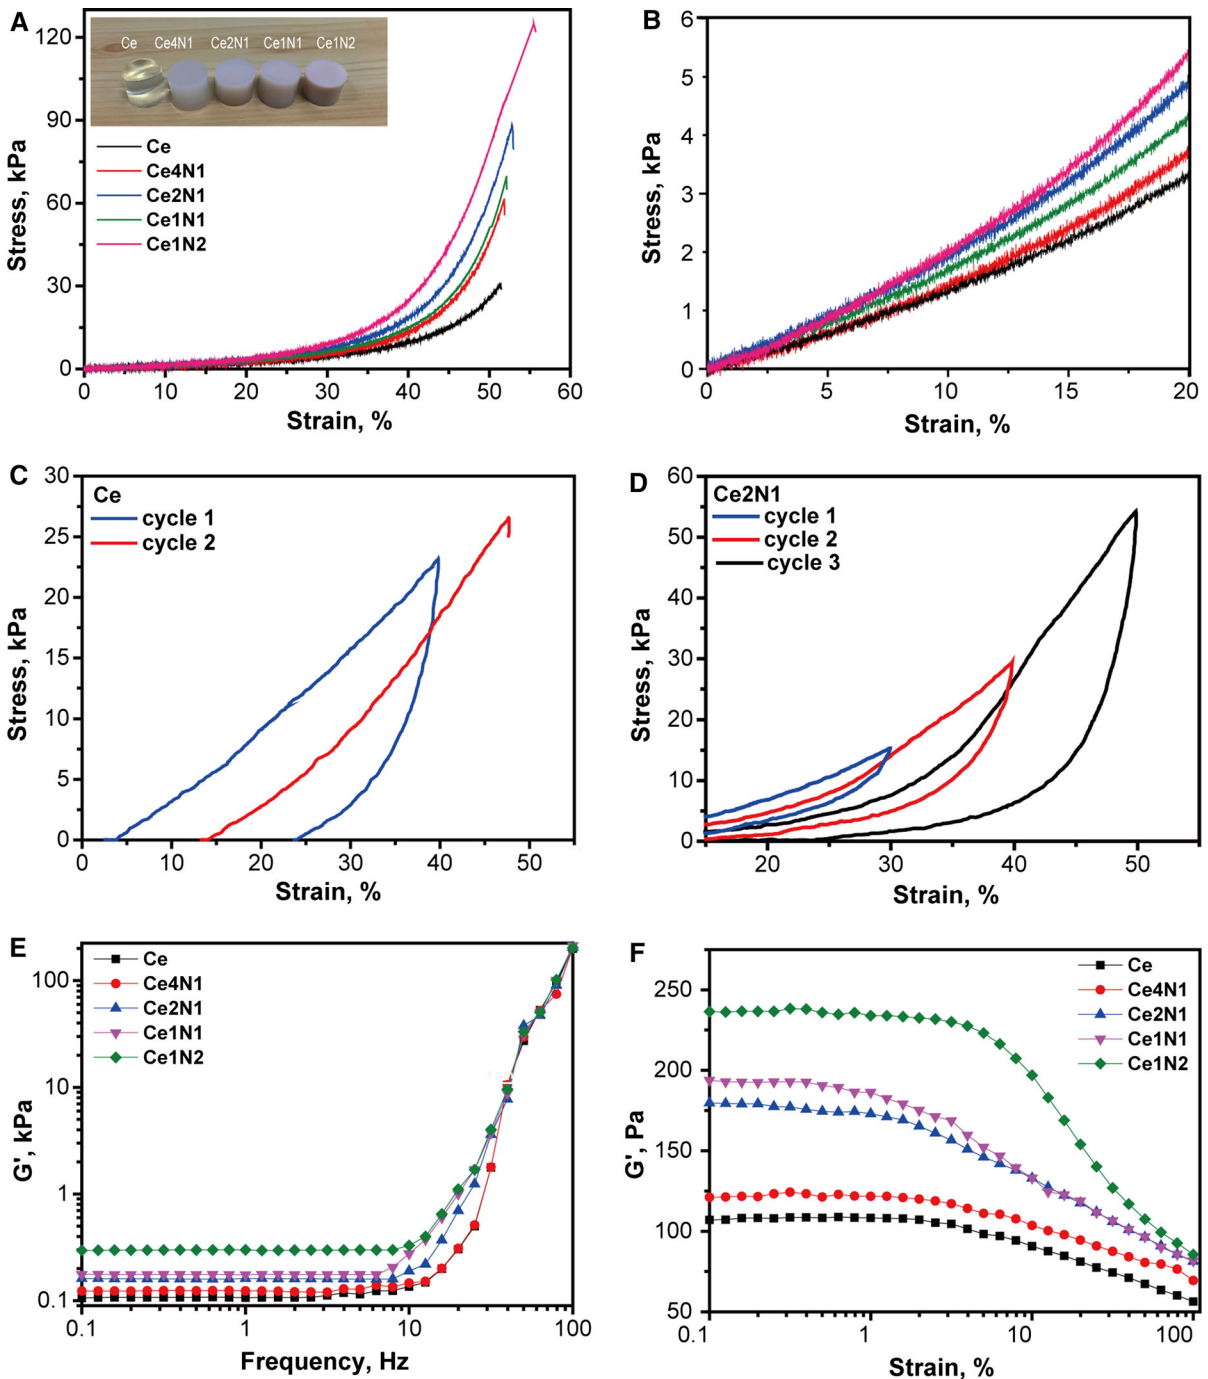 A
Stress, kPa
120
90
60
30
0
Ce Ce4N1 Ce2N1 Ce1N1 Ce1N2
Ce
Ce4N1
Ce2N1
Ce1N1
Ce1N2
0 10 20 30 40 50 60
Strain, %
B
Stress, kPa
6
5
4
3
2
1
0
0 5 10 15 20
Strain, %
C
Stress, kPa
30
25
20
15
10
5
0
Ce
cycle 1
cycle 2
0 10 20 30 40 50
Strain, %
D
Stress, kPa
60
50
40
30
20
10
0
Ce2N1
cycle 1
cycle 2
cycle 3
20 30 40 50
Strain, %
E
G', kPa
100
10
1
0.1
Ce
Ce4N1
Ce2N1
Ce1N1
Ce1N2
0.1 1 10 100
Frequency, Hz
F
G', Pa
250
200
150
100
50
Ce
Ce4N1
Ce2N1
Ce1N1
Ce1N2
0.1 1 10 100
Strain, %